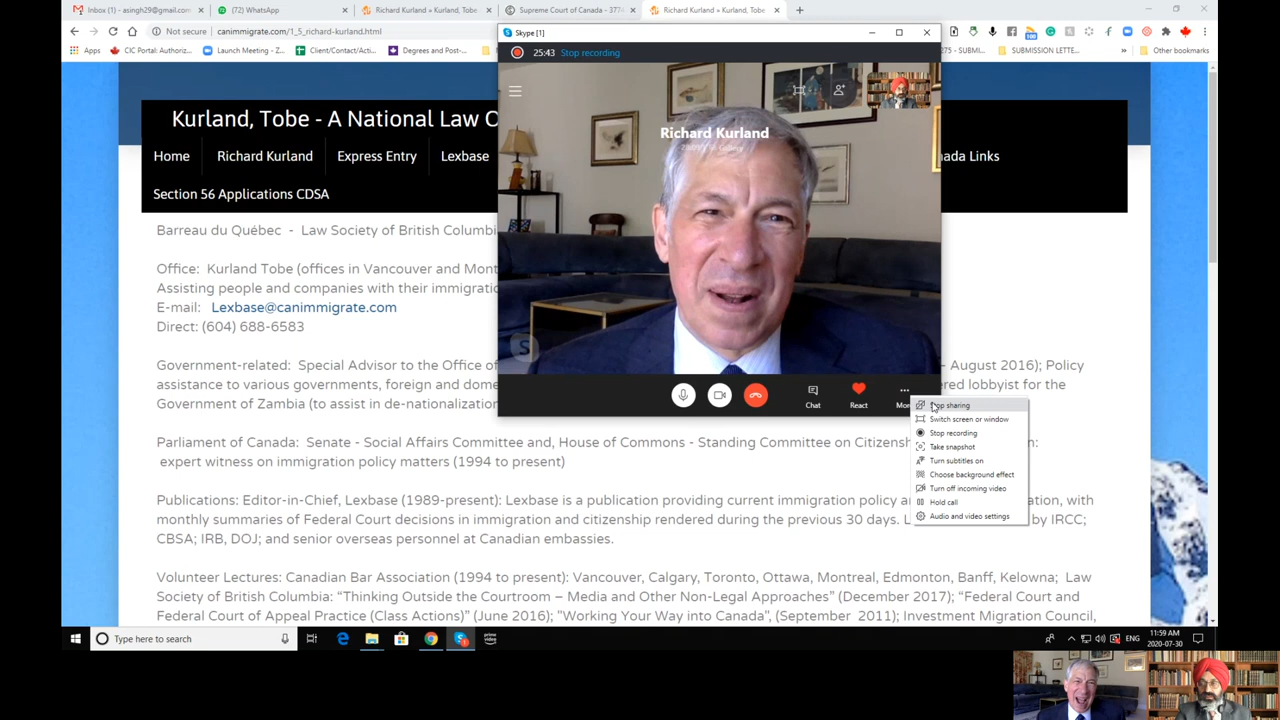 Inbox (1) - asingh29@gmail.com
(72) WhatsApp
Richard Kurland » Kurland, Tobe
Supreme Court of Canada - 3774
Richard Kurland » Kurland, Tobe
Not secure
canimmigrate.com/1_5_richard-kurland.html
Apps
CIC Portal: Authoriz...
Launch Meeting - Z...
Client/Contact/Acti...
Degrees and Post-...
275 - SUBMI...
SUBMISSION LETTE...
Other bookmarks
Skype [1]
25:43 Stop recording
Richard Kurland
Kurland, Tobe - A National Law C
Home
Richard Kurland
Express Entry
Lexbase
nada Links
Section 56 Applications CDSA
Barreau du Québec - Law Society of British Columbi
Office: Kurland Tobe (offices in Vancouver and Mont
Assisting people and companies with their immigratio
E-mail: Lexbase@canimmigrate.com
Direct: (604) 688-6583
Government-related: Special Advisor to the Office of
- August 2016); Policy
assistance to various governments, foreign and dome
ered lobbyist for the
Government of Zambia (to assist in de-nationalization
Parliament of Canada: Senate - Social Affairs Committee and, House of Commons - Standing Committee on Citizensh
on:
expert witness on immigration policy matters (1994 to present)
Publications: Editor-in-Chief, Lexbase (1989-present): Lexbase is a publication providing current immigration policy a
ation, with
monthly summaries of Federal Court decisions in immigration and citizenship rendered during the previous 30 days. L
by IRCC;
CBSA; IRB, DOJ; and senior overseas personnel at Canadian embassies.
Volunteer Lectures: Canadian Bar Association (1994 to present): Vancouver, Calgary, Toronto, Ottawa, Montreal, Edmonton, Banff, Kelowna; Law
Society of British Columbia: “Thinking Outside the Courtroom – Media and Other Non-Legal Approaches” (December 2017); “Federal Court and
Federal Court of Appeal Practice (Class Actions)” (June 2016); "Working Your Way into Canada", (September 2011); Investment Migration Council,
Chat
React
Mor
Stop sharing
Switch screen or window
Stop recording
Take snapshot
Turn subtitles on
Choose background effect
Turn off incoming video
Hold call
Audio and video settings
Type here to search
prime video
ENG
11:59 AM
2020-07-30